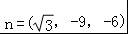 n=(√3, -9, -6)